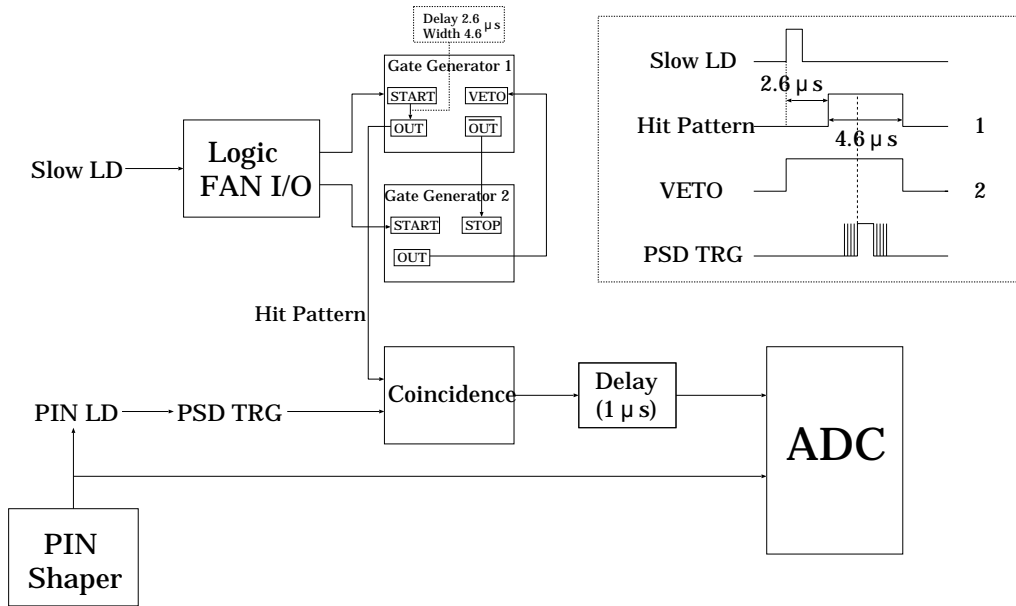 Delay 2.6
Width 4.6 μs
Gate Generator 1
START
VETO
OUT
OUT
Slow LD
Logic
FAN I/O
Gate Generator 2
START
STOP
OUT
Hit Pattern
PIN LD
PSD TRG
Coincidence
Delay
(1 μs)
ADC
PIN
Shaper
Slow LD
2.6 μs
Hit Pattern
1
4.6 μs
VETO
2
PSD TRG